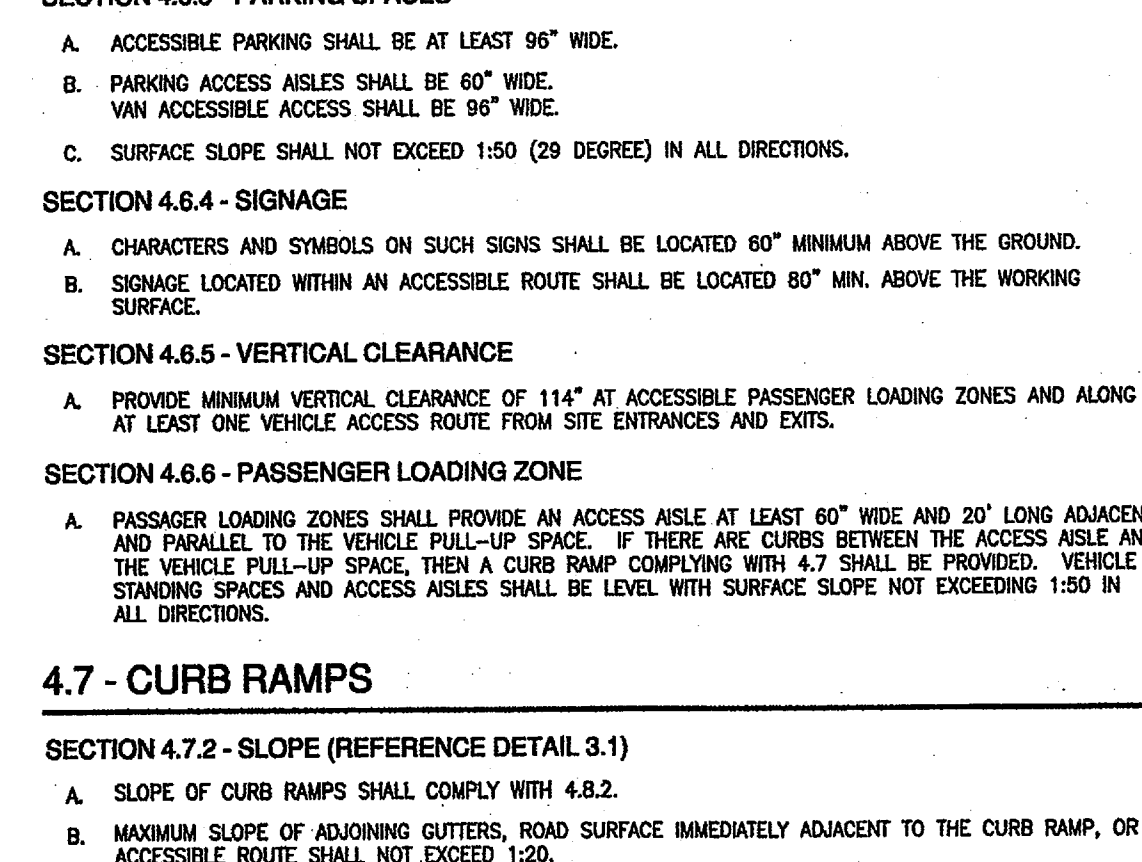 SECTION 4.6.3 - PARKING SPACES
A. ACCESSIBLE PARKING SHALL BE AT LEAST 96" WIDE.
B. PARKING ACCESS AISLES SHALL BE 60" WIDE.
VAN ACCESSIBLE ACCESS SHALL BE 96" WIDE.
C. SURFACE SLOPE SHALL NOT EXCEED 1:50 (29 DEGREE) IN ALL DIRECTIONS.
SECTION 4.6.4 - SIGNAGE
A. CHARACTERS AND SYMBOLS ON SUCH SIGNS SHALL BE LOCATED 60" MINIMUM ABOVE THE GROUND.
B. SIGNAGE LOCATED WITHIN AN ACCESSIBLE ROUTE SHALL BE LOCATED 80" MIN. ABOVE THE WORKING
SURFACE.
SECTION 4.6.5 - VERTICAL CLEARANCE
A. PROVIDE MINIMUM VERTICAL CLEARANCE OF 114" AT ACCESSIBLE PASSENGER LOADING ZONES AND ALONG
AT LEAST ONE VEHICLE ACCESS ROUTE FROM SITE ENTRANCES AND EXITS.
SECTION 4.6.6 - PASSENGER LOADING ZONE
A. PASSAGER LOADING ZONES SHALL PROVIDE AN ACCESS AISLE AT LEAST 60" WIDE AND 20' LONG ADJACEN
AND PARALLEL TO THE VEHICLE PULL-UP SPACE. IF THERE ARE CURBS BETWEEN THE ACCESS AISLE AN
THE VEHICLE PULL-UP SPACE, THEN A CURB RAMP COMPLYING WITH 4.7 SHALL BE PROVIDED. VEHICLE
STANDING SPACES AND ACCESS AISLES SHALL BE LEVEL WITH SURFACE SLOPE NOT EXCEEDING 1:50 IN
ALL DIRECTIONS.
4.7 - CURB RAMPS
SECTION 4.7.2 - SLOPE (REFERENCE DETAIL 3.1)
A. SLOPE OF CURB RAMPS SHALL COMPLY WITH 4.8.2.
B. MAXIMUM SLOPE OF ADJOINING GUTTERS, ROAD SURFACE IMMEDIATELY ADJACENT TO THE CURB RAMP, OR
ACCESSIBLE ROUTE SHALL NOT EXCEED 1:20.